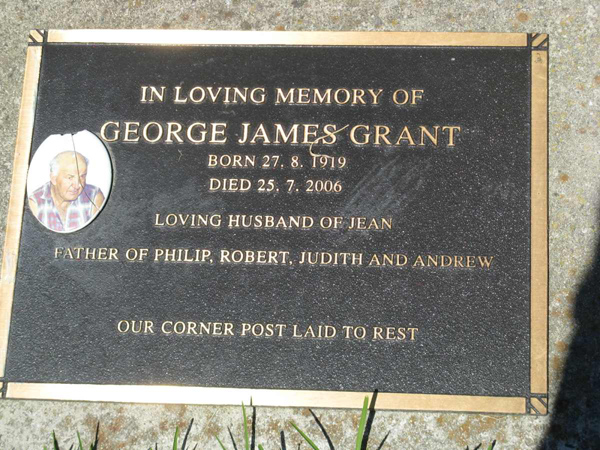 IN LOVING MEMORY OF
GEORGE JAMES GRANT
BORN 27. 8. 1919
DIED 25. 7. 2006
LOVING HUSBAND OF JEAN
FATHER OF PHILIP, ROBERT, JUDITH AND ANDREW
OUR CORNER POST LAID TO REST